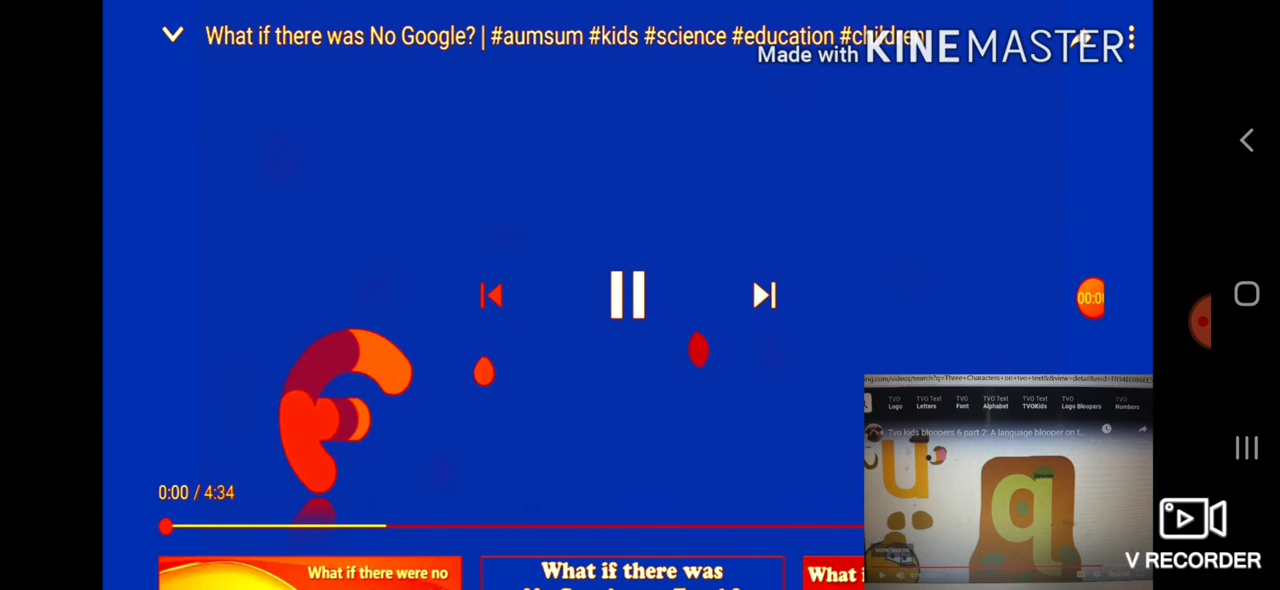 What if there was No Google? | #aumsum #kids #science #education #children
Made with KINEMASTER
00:0
TVO Logo
TVO Text Letters
TVO Font
TVO Text Alphabet
TVO Text TVOKids
TVO Logo Bloopers
TVO Numbers
Tvo kids bloopers 6 part 2: A language blooper on t...
u
q
0:00 / 4:34
V RECORDER
What if there were no
What if there was
What i